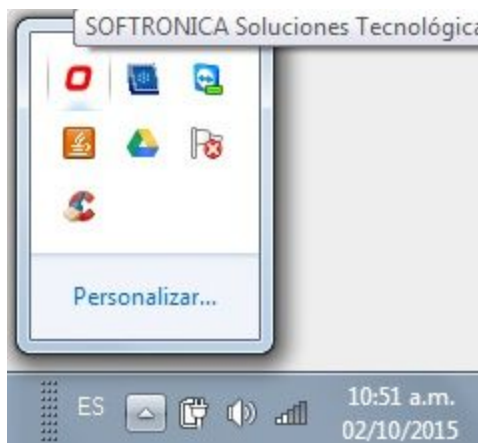 SOFTRONICA Soluciones Tecnológica
Personalizar...
ES
10:51 a.m.
02/10/2015